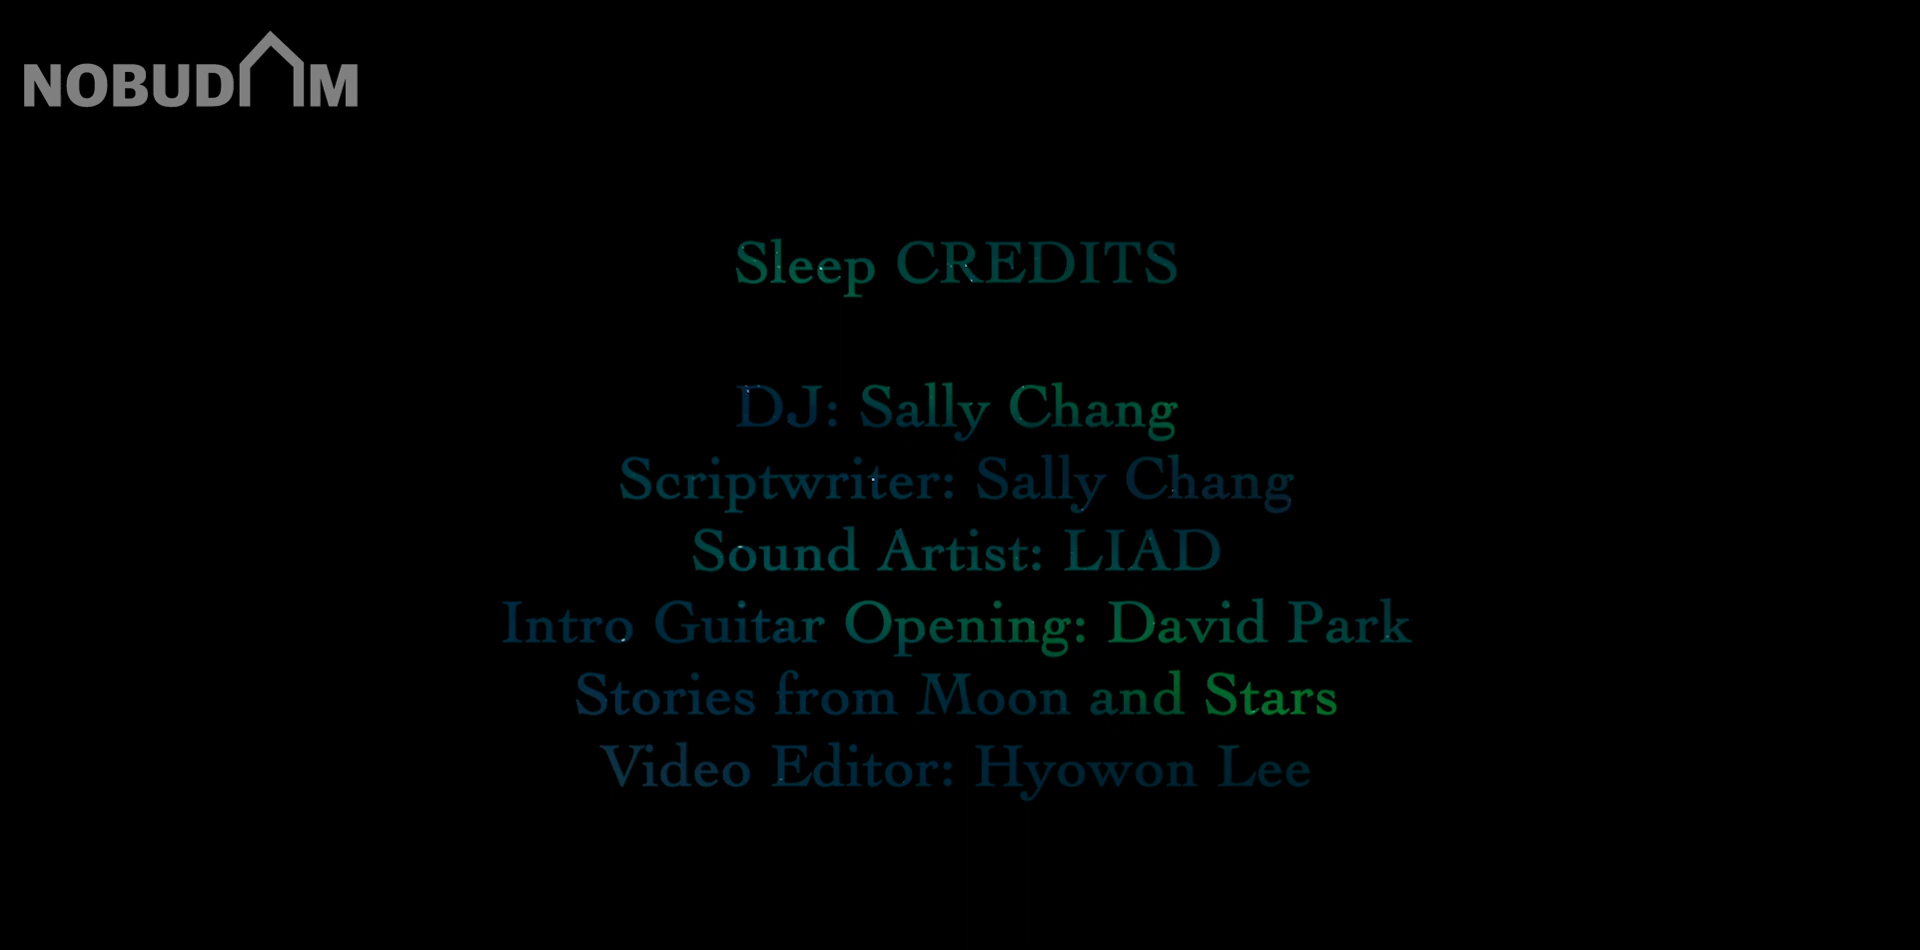 NOBUDAM
Sleep CREDITS
DJ: Sally Chang
Scriptwriter: Sally Chang
Sound Artist: LIAD
Intro Guitar Opening: David Park
Stories from Moon and Stars
Video Editor: Hyowon Lee